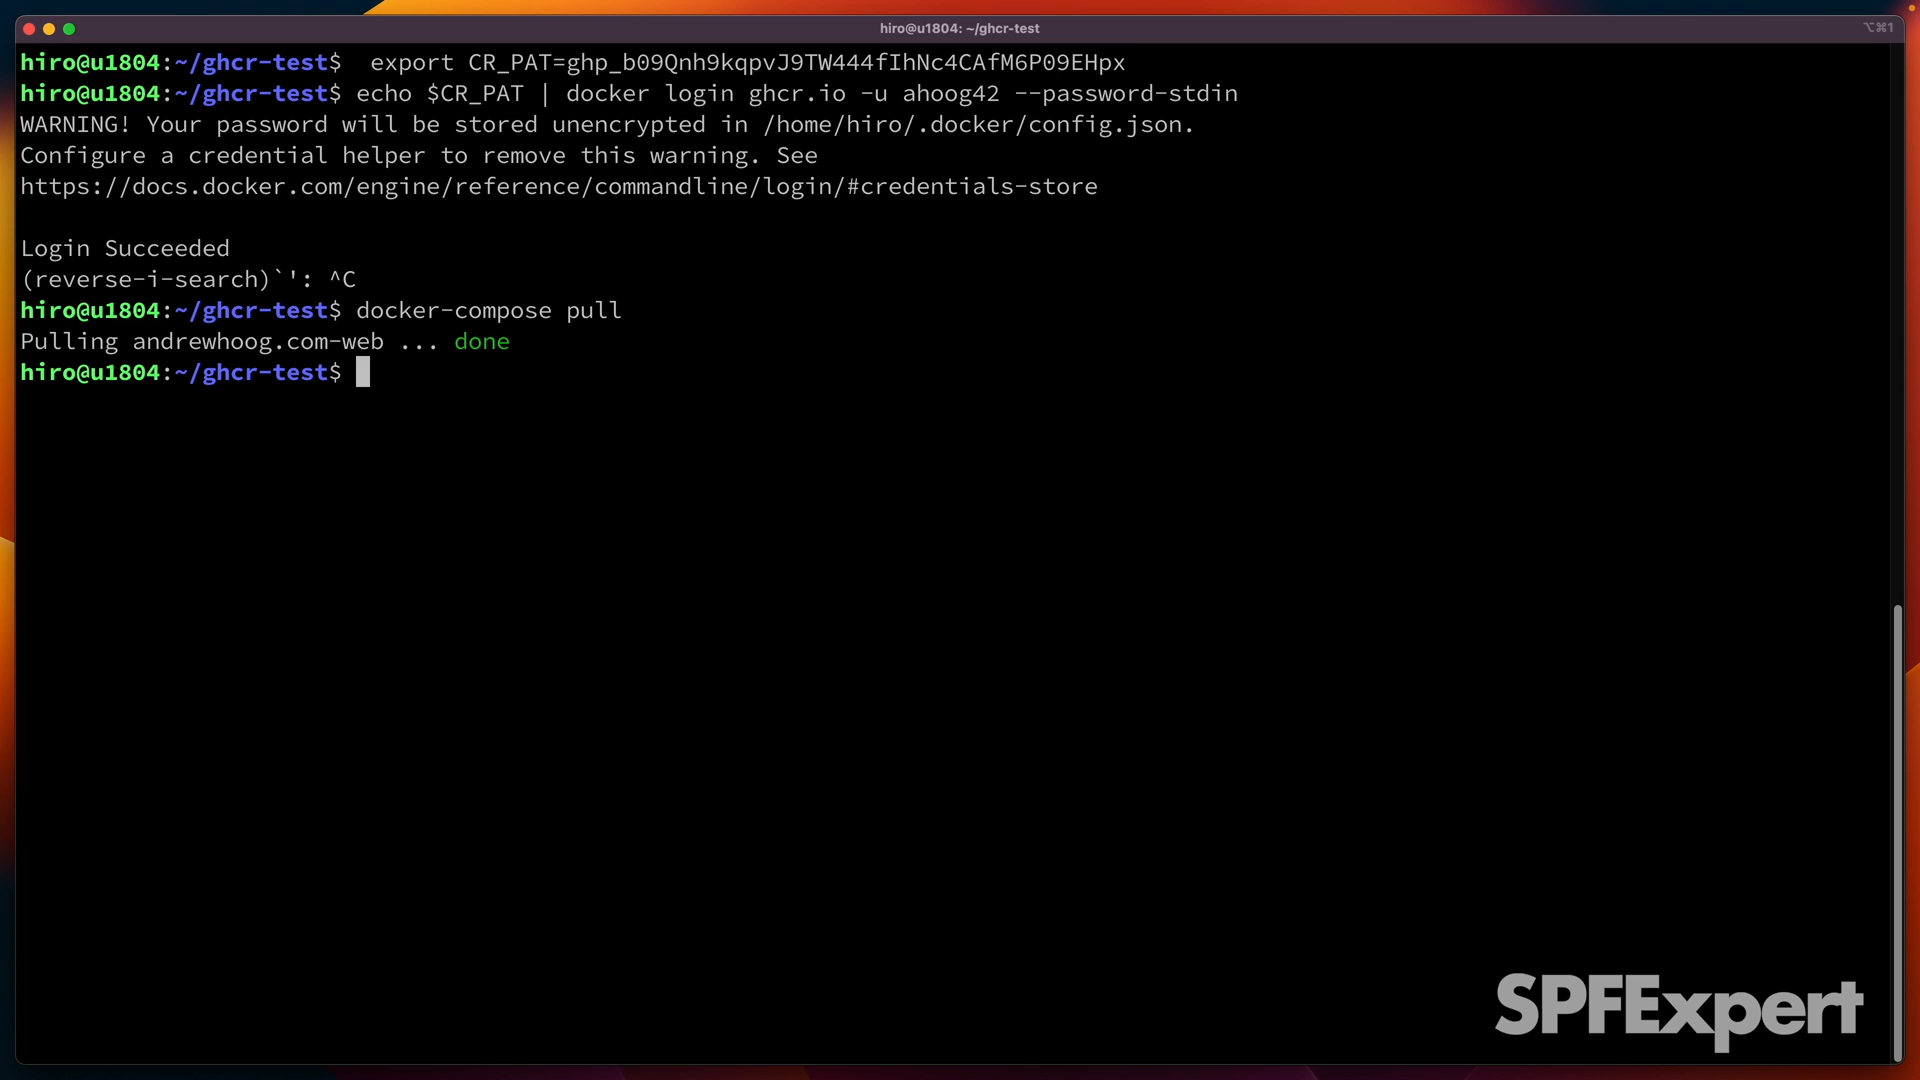 hiro@u1804: ~/ghcr-test
⌥⌘1
hiro@u1804:~/ghcr-test$  export CR_PAT=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
hiro@u1804:~/ghcr-test$ echo $CR_PAT | docker login ghcr.io -u ahoog42 --password-stdin
WARNING! Your password will be stored unencrypted in /home/hiro/.docker/config.json.
Configure a credential helper to remove this warning. See
https://docs.docker.com/engine/reference/commandline/login/#credentials-store
Login Succeeded
(reverse-i-search)`': ^C
hiro@u1804:~/ghcr-test$ docker-compose pull
Pulling andrewhoog.com-web ... done
hiro@u1804:~/ghcr-test$
SPFExpert